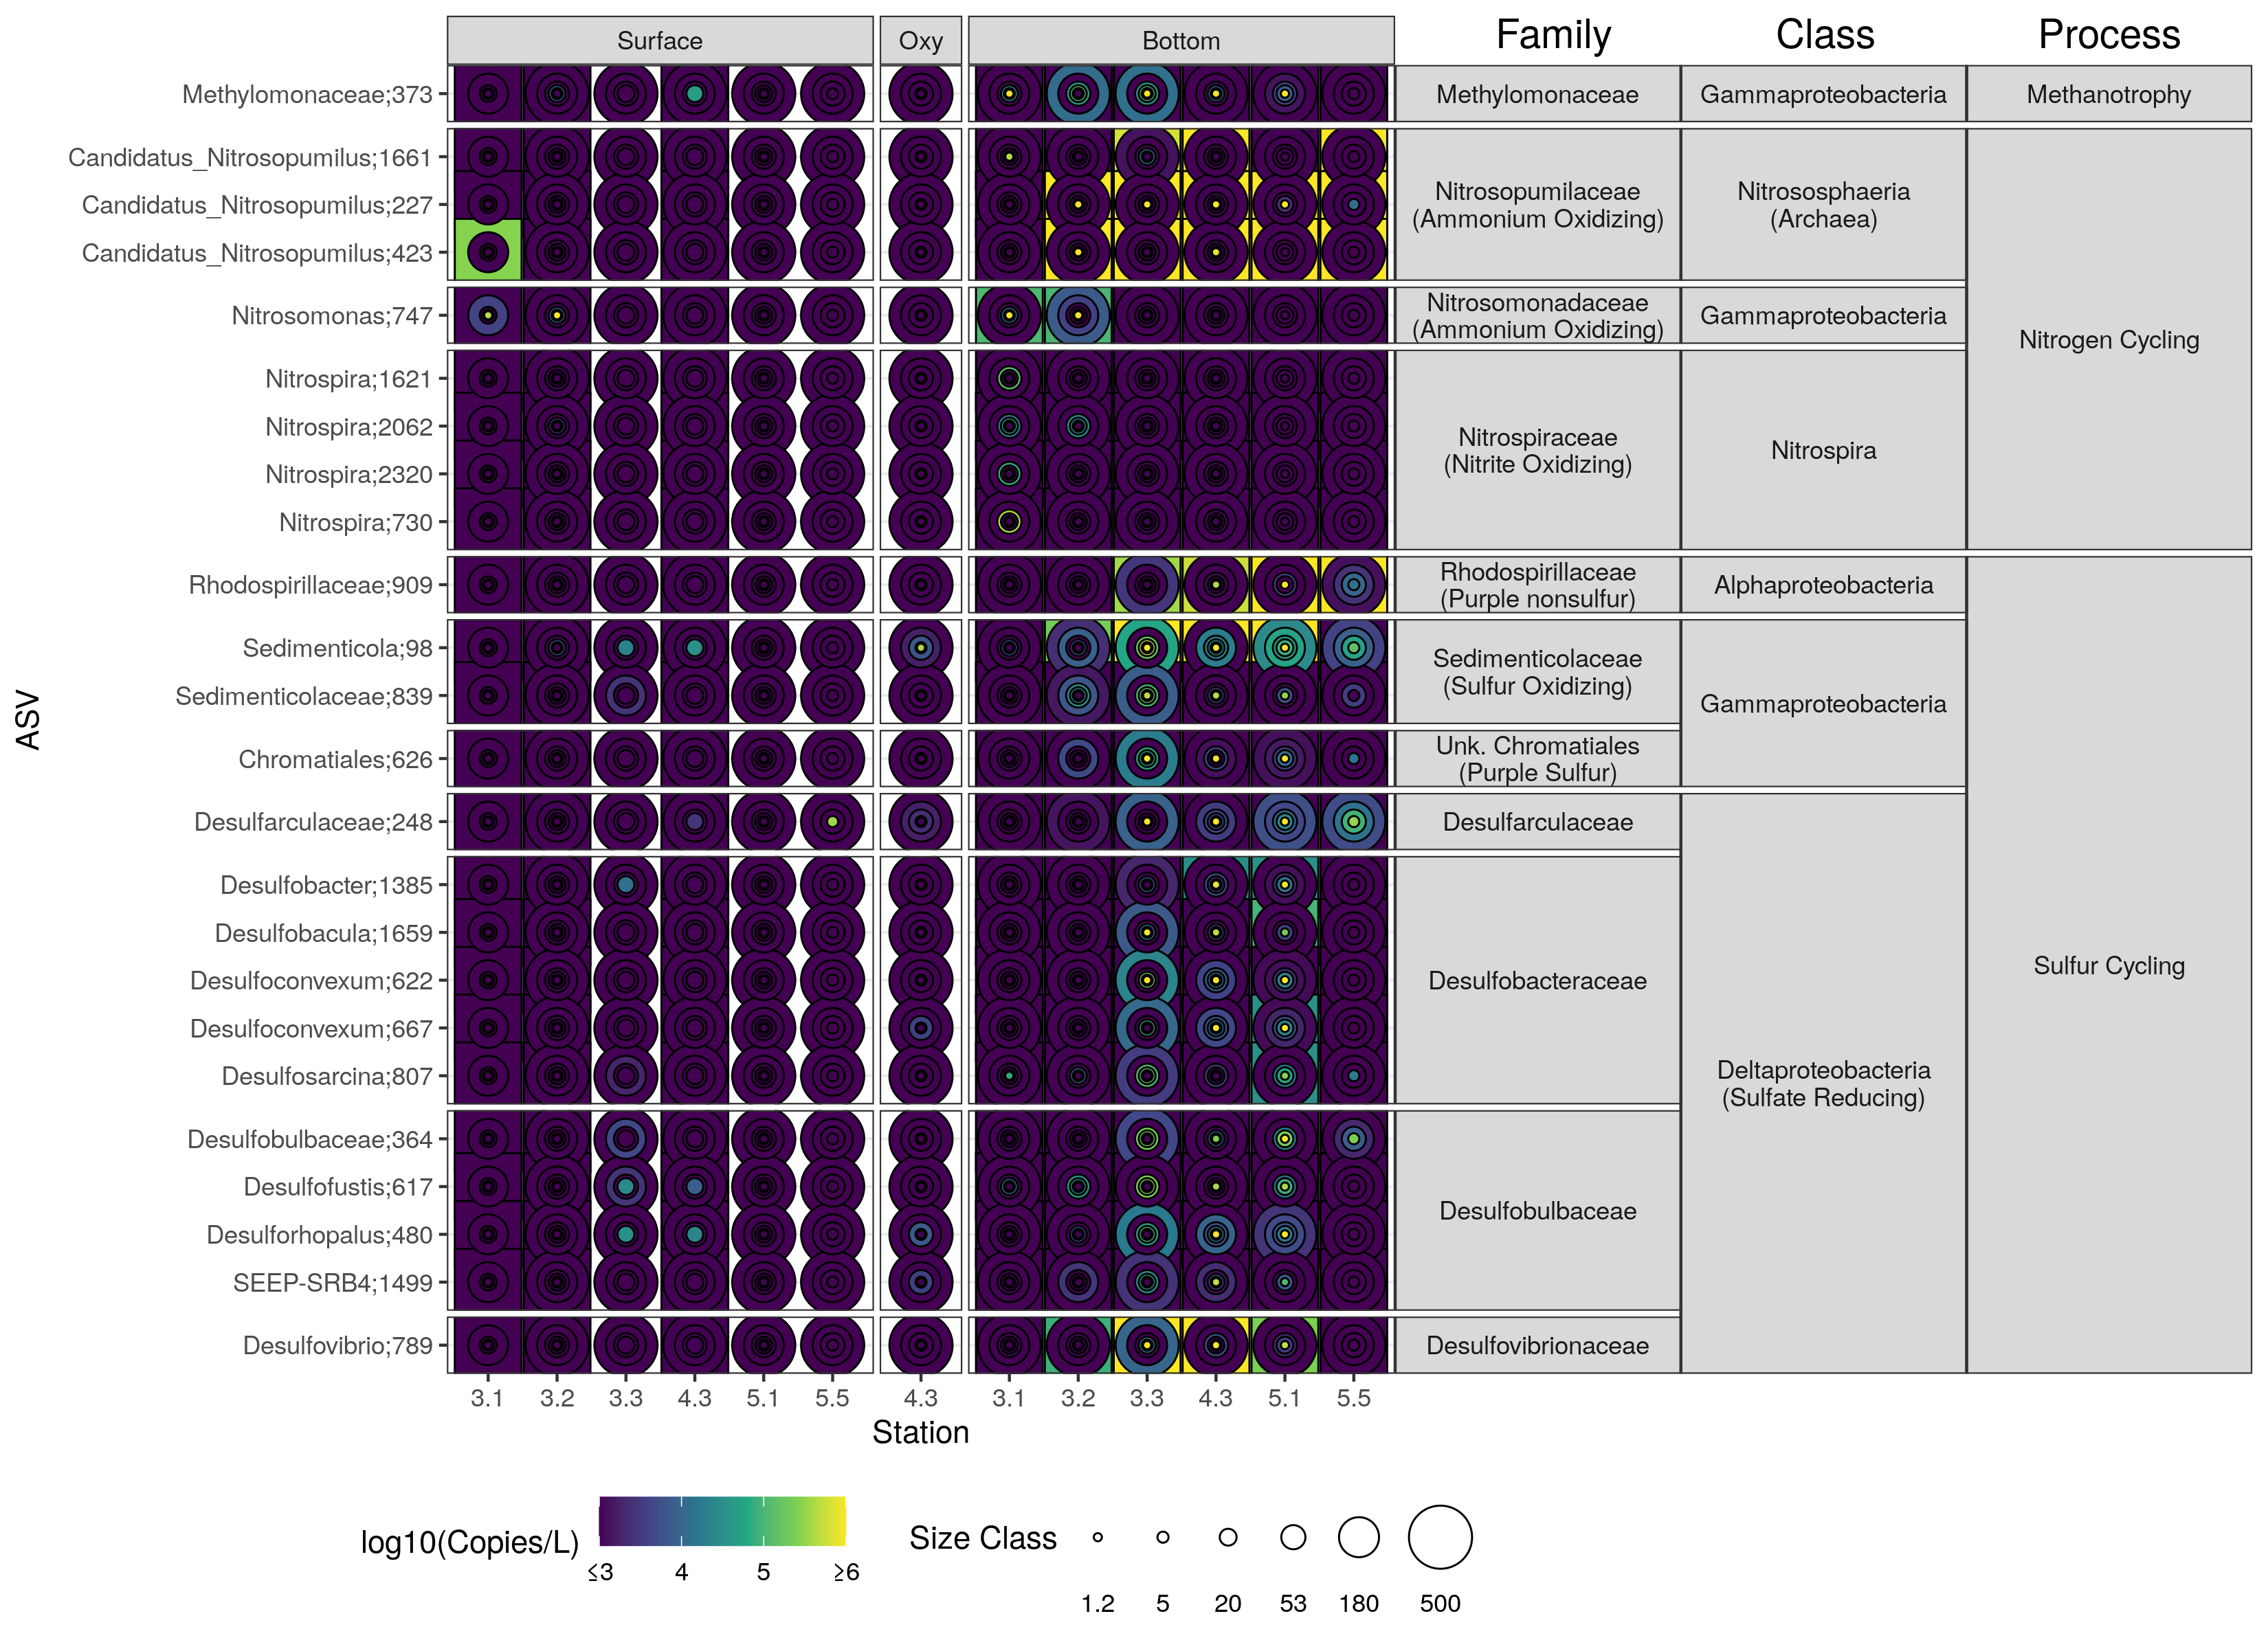 Surface
Oxy
Bottom
Family
Class
Process
Methylomonaceae;373
Methylomonaceae
Gammaproteobacteria
Methanotrophy
Candidatus_Nitrosopumilus;1661
Candidatus_Nitrosopumilus;227
Candidatus_Nitrosopumilus;423
Nitrosopumilaceae
(Ammonium Oxidizing)
Nitrososphaeria
(Archaea)
Nitrosomonas;747
Nitrosomonadaceae
(Ammonium Oxidizing)
Gammaproteobacteria
Nitrogen Cycling
Nitrospira;1621
Nitrospira;2062
Nitrospira;2320
Nitrospira;730
Nitrospiraceae
(Nitrite Oxidizing)
Nitrospira
Rhodospirillaceae;909
Rhodospirillaceae
(Purple nonsulfur)
Alphaproteobacteria
Sedimenticola;98
Sedimenticolaceae;839
Sedimenticolaceae
(Sulfur Oxidizing)
Gammaproteobacteria
Chromatiales;626
Unk. Chromatiales
(Purple Sulfur)
Desulfarculaceae;248
Desulfarculaceae
Desulfobacter;1385
Desulfobacula;1659
Desulfoconvexum;622
Desulfoconvexum;667
Desulfosarcina;807
Desulfobacteraceae
Sulfur Cycling
Deltaproteobacteria
(Sulfate Reducing)
Desulfobulbaceae;364
Desulfofustis;617
Desulforhopalus;480
SEEP-SRB4;1499
Desulfobulbaceae
Desulfovibrio;789
Desulfovibrionaceae
ASV
3.1 3.2 3.3 4.3 5.1 5.5 4.3 3.1 3.2 3.3 4.3 5.1 5.5
Station
log10(Copies/L)
≤3 4 5 ≥6
Size Class
1.2 5 20 53 180 500